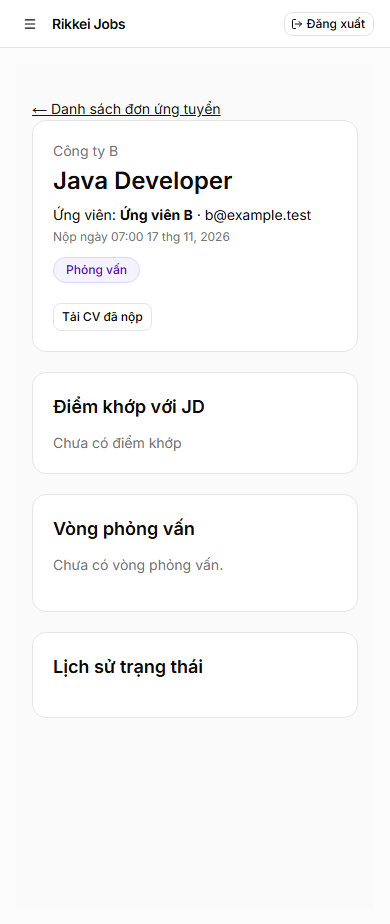 Rikkei Jobs
Đăng xuất
← Danh sách đơn ứng tuyển
Công ty B
Java Developer
Ứng viên: Ứng viên B · b@example.test
Nộp ngày 07:00 17 thg 11, 2026
Phỏng vấn
Tải CV đã nộp
Điểm khớp với JD
Chưa có điểm khớp
Vòng phỏng vấn
Chưa có vòng phỏng vấn.
Lịch sử trạng thái